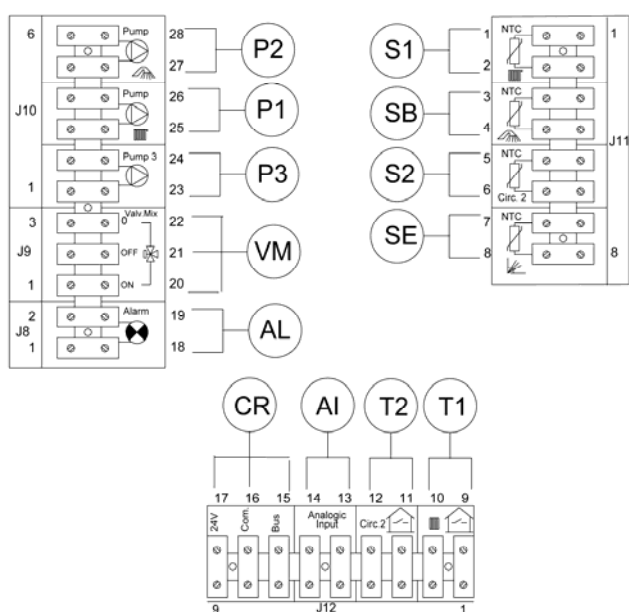 6 Pump 28
27
P2
J10
Pump 26
25
P1
1 Pump 3 24
23
P3
3 0 Valv.Mix 22
J9 OFF 21
VM
1 ON 20
2 Alarm 19
J8
1 18
AL
S1 1 NTC 1
2
SB 3 NTC
4
J11
S2 5 NTC
6 Circ. 2
SE 7 NTC
8 8
CR AI T2 T1
17 16 15 14 13 12 11 10 9
24V Com. Bus Analogic
Input Circ.2
9 J12 1